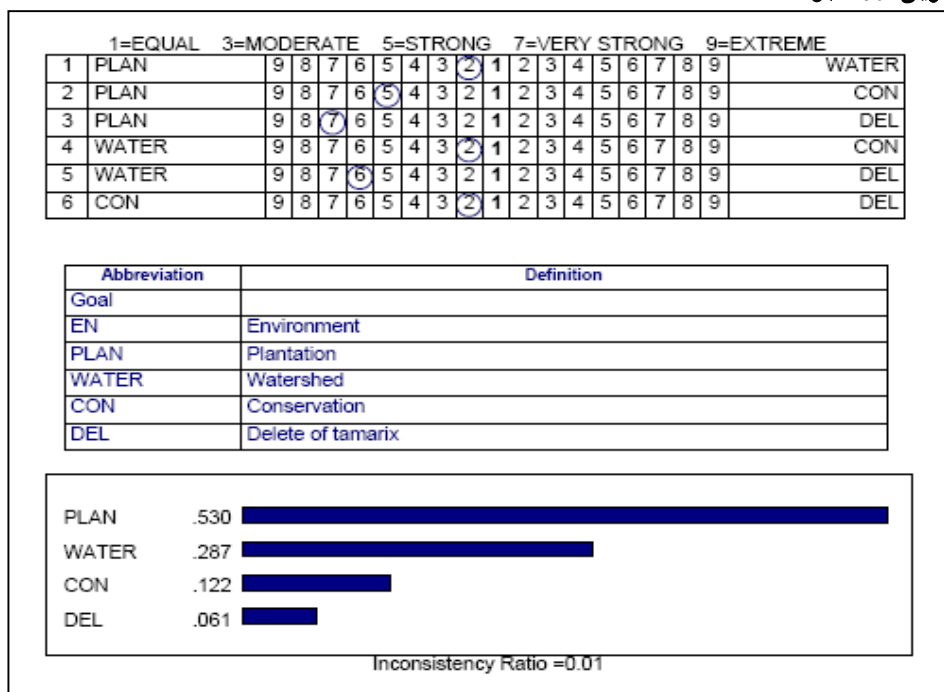 1=EQUAL 3=MODERATE 5=STRONG 7=VERY STRONG 9=EXTREME
1 PLAN 9 8 7 6 5 4 3 2 1 2 3 4 5 6 7 8 9 WATER
2 PLAN 9 8 7 6 5 4 3 2 1 2 3 4 5 6 7 8 9 CON
3 PLAN 9 8 7 6 5 4 3 2 1 2 3 4 5 6 7 8 9 DEL
4 WATER 9 8 7 6 5 4 3 2 1 2 3 4 5 6 7 8 9 CON
5 WATER 9 8 7 6 5 4 3 2 1 2 3 4 5 6 7 8 9 DEL
6 CON 9 8 7 6 5 4 3 2 1 2 3 4 5 6 7 8 9 DEL
Abbreviation Definition
Goal
EN Environment
PLAN Plantation
WATER Watershed
CON Conservation
DEL Delete of tamarix
PLAN .530
WATER .287
CON .122
DEL .061
Inconsistency Ratio =0.01